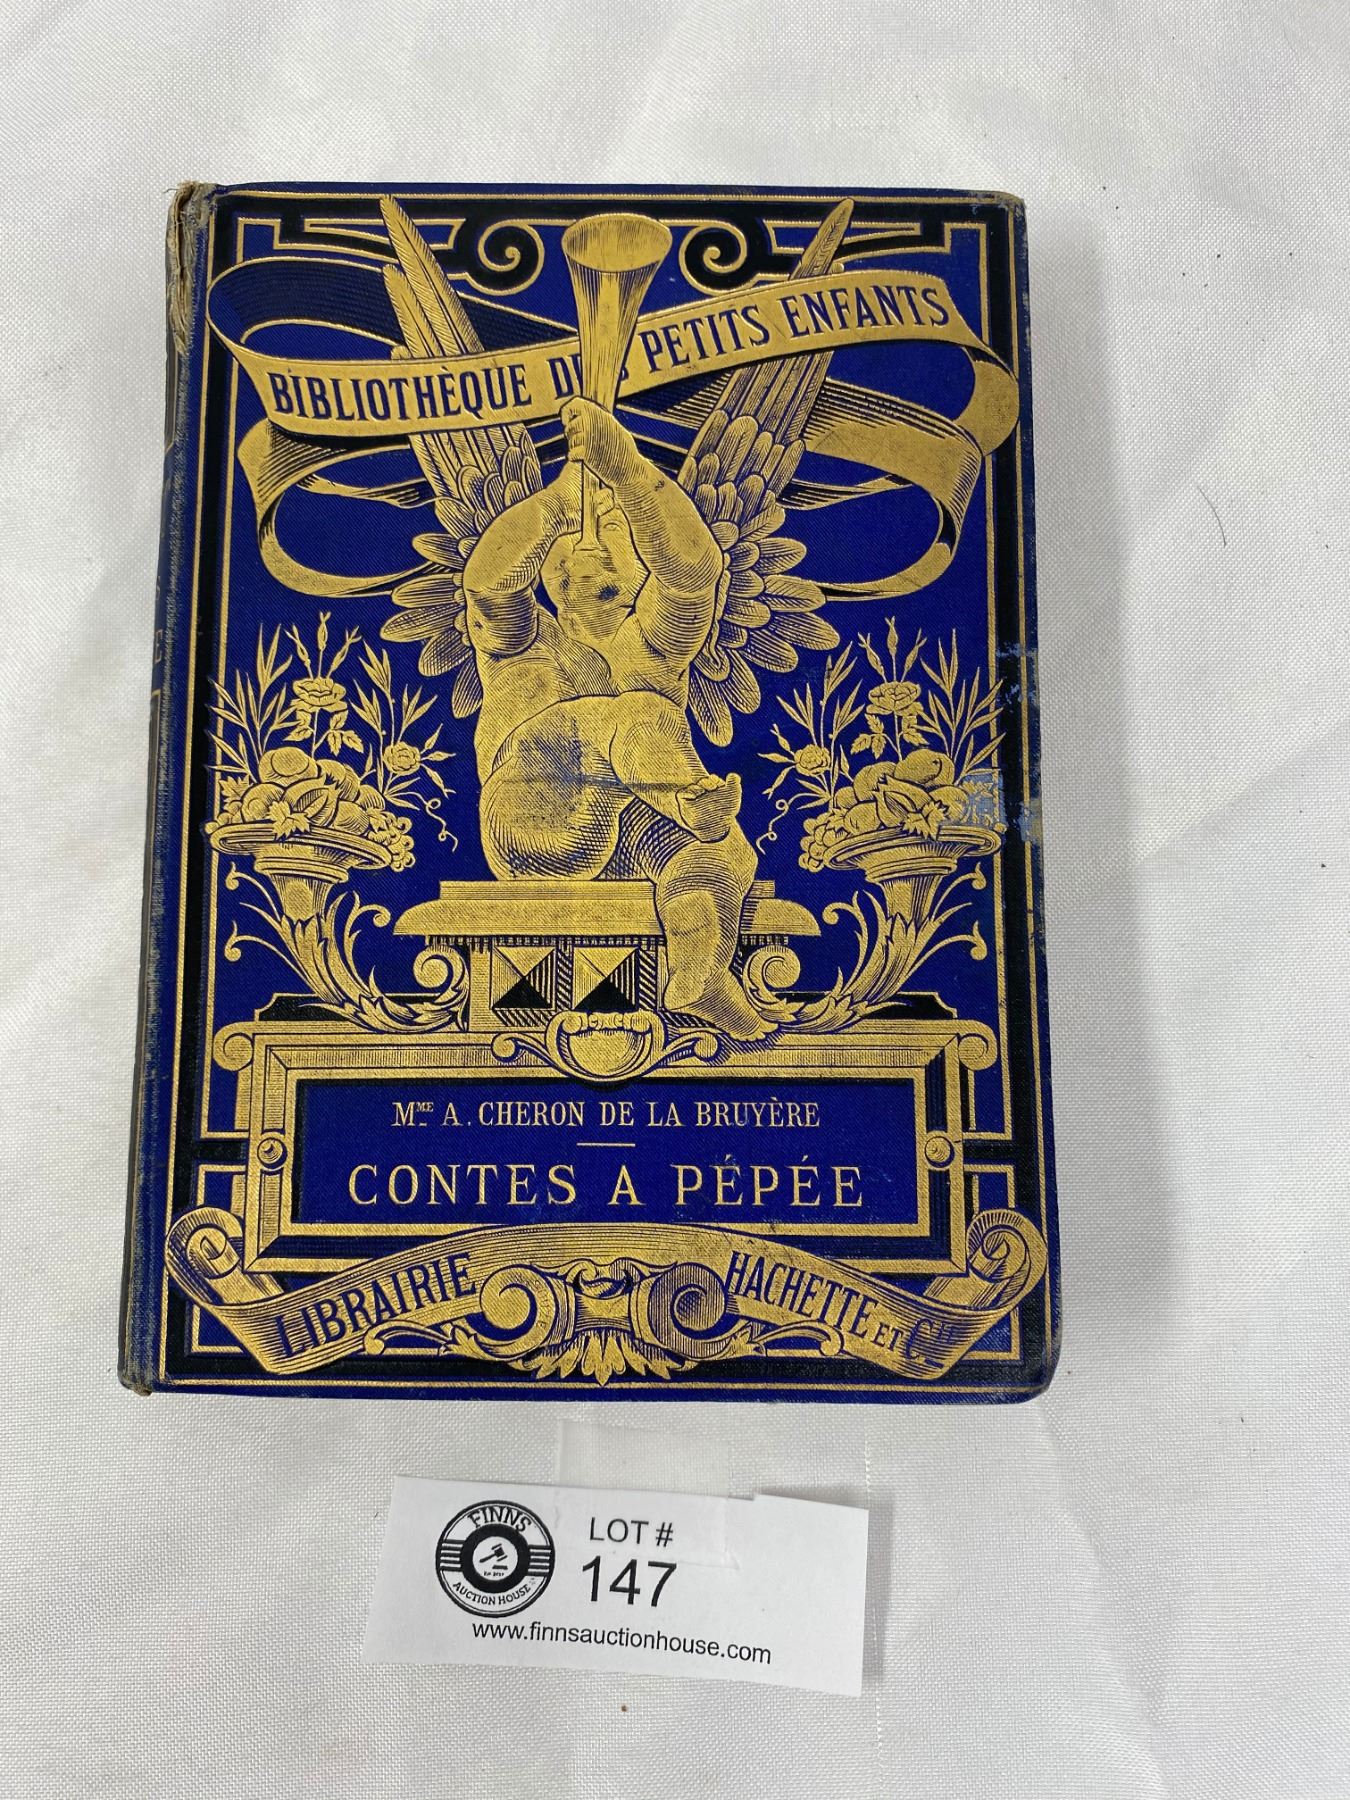 BIBLIOTHÈQUE DES PETITS ENFANTS
MME A. CHERON DE LA BRUYÈRE
CONTES A PÉPÉE
LIBRAIRIE HACHETTE ET CIE
FINNS
AUCTION HOUSE
LOT #
147
www.finnsauctionhouse.com